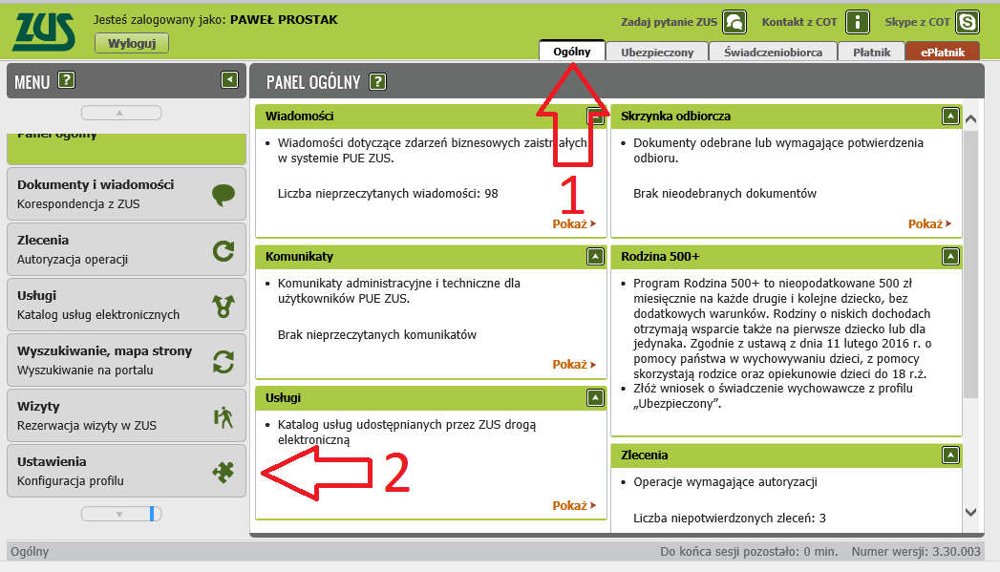 ZUS
Jesteś zalogowany jako: PAWEŁ PROSTAK
Wyloguj
Zadaj pytanie ZUS
Kontakt z COT
Skype z COT
Ogólny
Ubezpieczony
Świadczeniobiorca
Płatnik
ePłatnik
MENU ?
Panel ogólny
Dokumenty i wiadomości
Korespondencja z ZUS
Zlecenia
Autoryzacja operacji
Usługi
Katalog usług elektronicznych
Wyszukiwanie, mapa strony
Wyszukiwanie na portalu
Wizyty
Rezerwacja wizyty w ZUS
Ustawienia
Konfiguracja profilu
PANEL OGÓLNY ?
Wiadomości
• Wiadomości dotyczące zdarzeń biznesowych zaistniałych
w systemie PUE ZUS.
Liczba nieprzeczytanych wiadomości: 98
Pokaż
1
Komunikaty
• Komunikaty administracyjne i techniczne dla
użytkowników PUE ZUS.
Brak nieprzeczytanych komunikatów
Pokaż
Usługi
• Katalog usług udostępnianych przez ZUS drogą
elektroniczną
2
Pokaż
Skrzynka odbiorcza
• Dokumenty odebrane lub wymagające potwierdzenia
odbioru.
Brak nieodebranych dokumentów
Pokaż
Rodzina 500+
• Program Rodzina 500+ to nieopodatkowane 500 zł
miesięcznie na każde drugie i kolejne dziecko, bez
dodatkowych warunków. Rodziny o niskich dochodach
otrzymają wsparcie także na pierwsze dziecko lub dla
jedynaka. Zgodnie z ustawą z dnia 11 lutego 2016 r. o
pomocy państwa w wychowywaniu dzieci, z pomocy
skorzystają rodzice oraz opiekunowie dzieci do 18 r.ż.
• Złóż wniosek o świadczenie wychowawcze z profilu
„Ubezpieczony”.
Zlecenia
• Operacje wymagające autoryzacji
Liczba niepotwierdzonych zleceń: 3
Ogólny
Do końca sesji pozostało: 0 min.
Numer wersji: 3.30.003